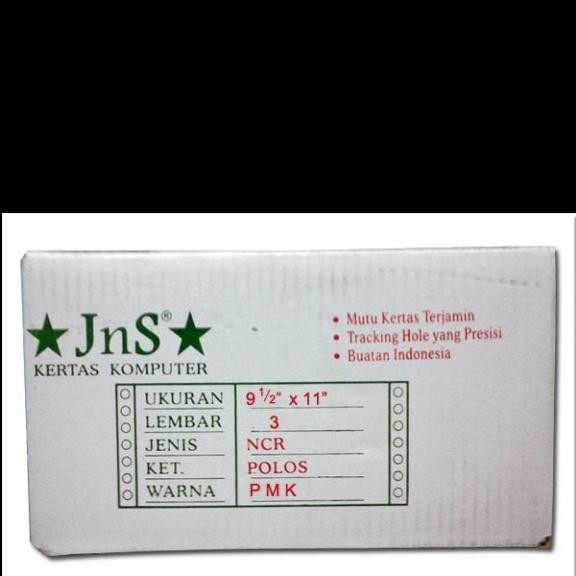 JnS®
KERTAS KOMPUTER
• Mutu Kertas Terjamin
• Tracking Hole yang Presisi
• Buatan Indonesia
UKURAN 9 1/2" x 11"
LEMBAR 3
JENIS NCR
KET. POLOS
WARNA P M K